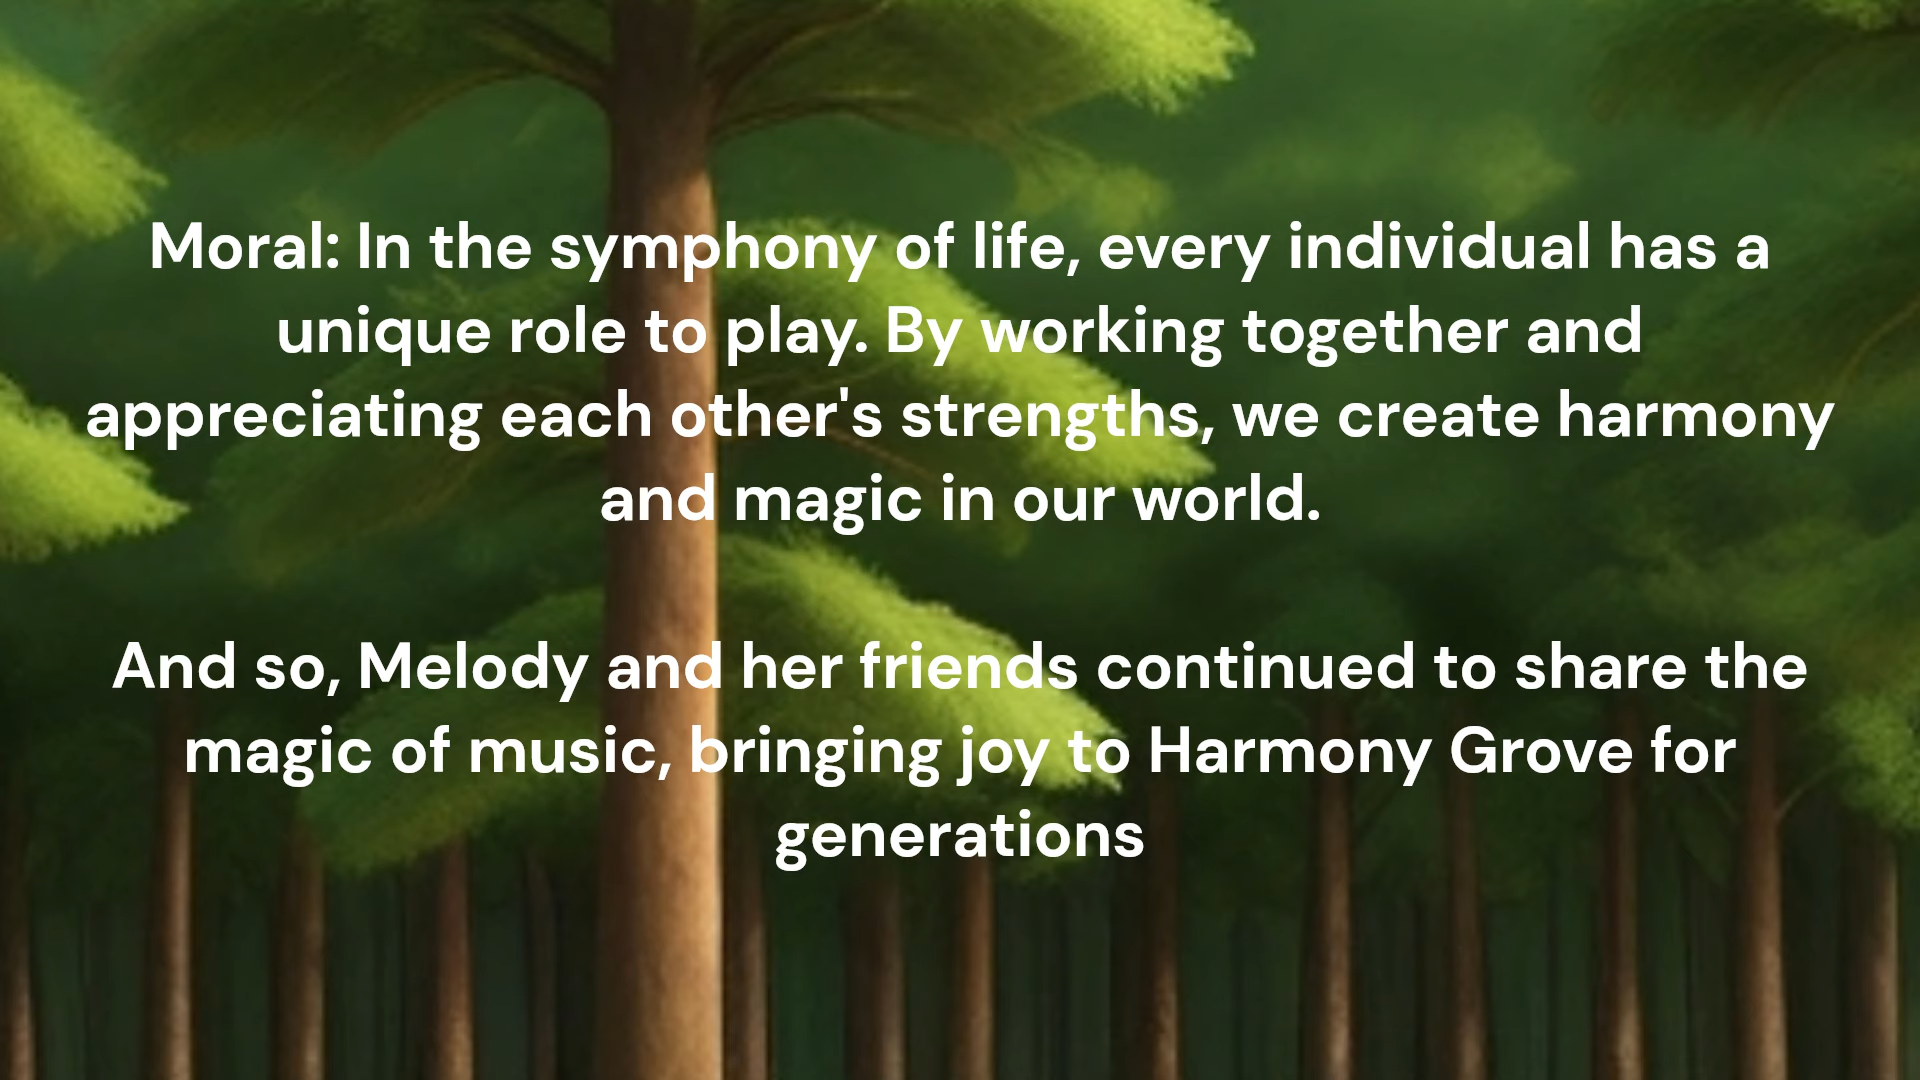 Moral: In the symphony of life, every individual has a
unique role to play. By working together and
appreciating each other's strengths, we create harmony
and magic in our world.
And so, Melody and her friends continued to share the
magic of music, bringing joy to Harmony Grove for
generations